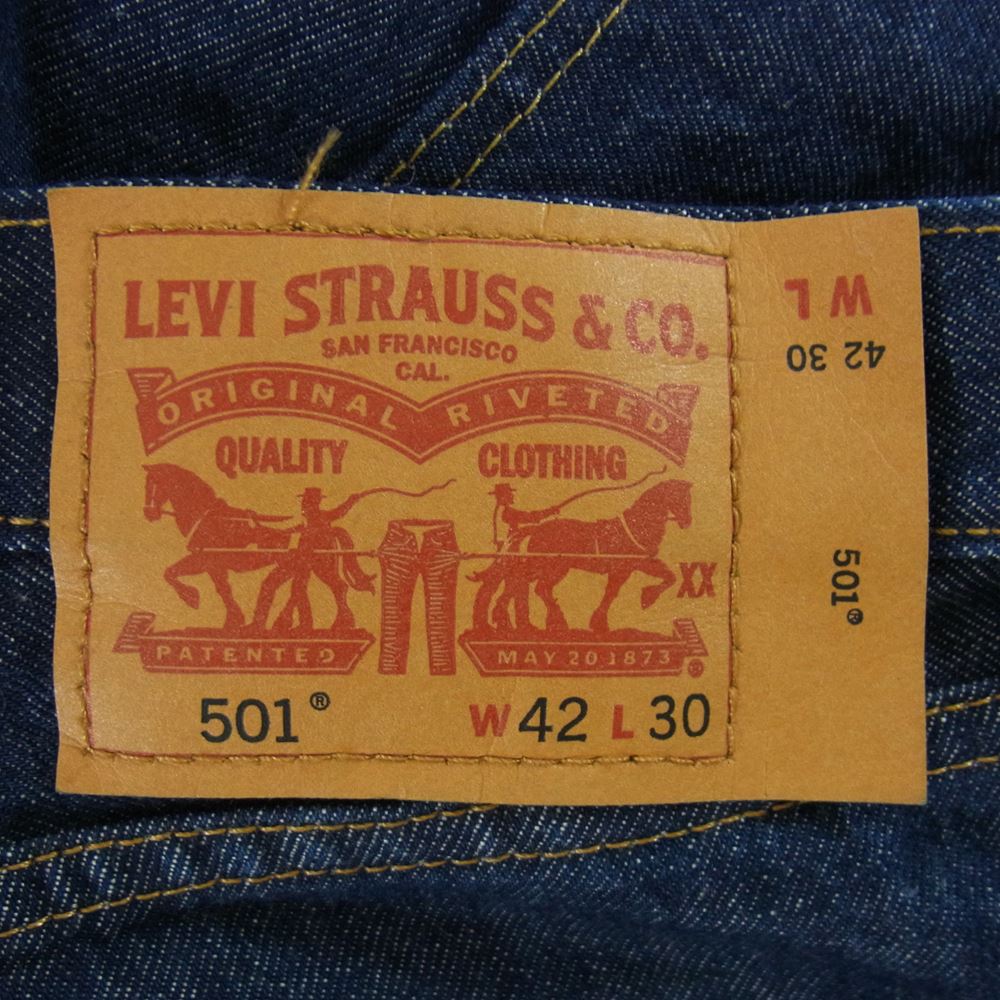 LEVI STRAUSS & CO.
SAN FRANCISCO
CAL.
ORIGINAL RIVETED
QUALITY CLOTHING
XX
PATENTED MAY 20 1873 ®
501® W 42 L 30
W L
42 30
501®